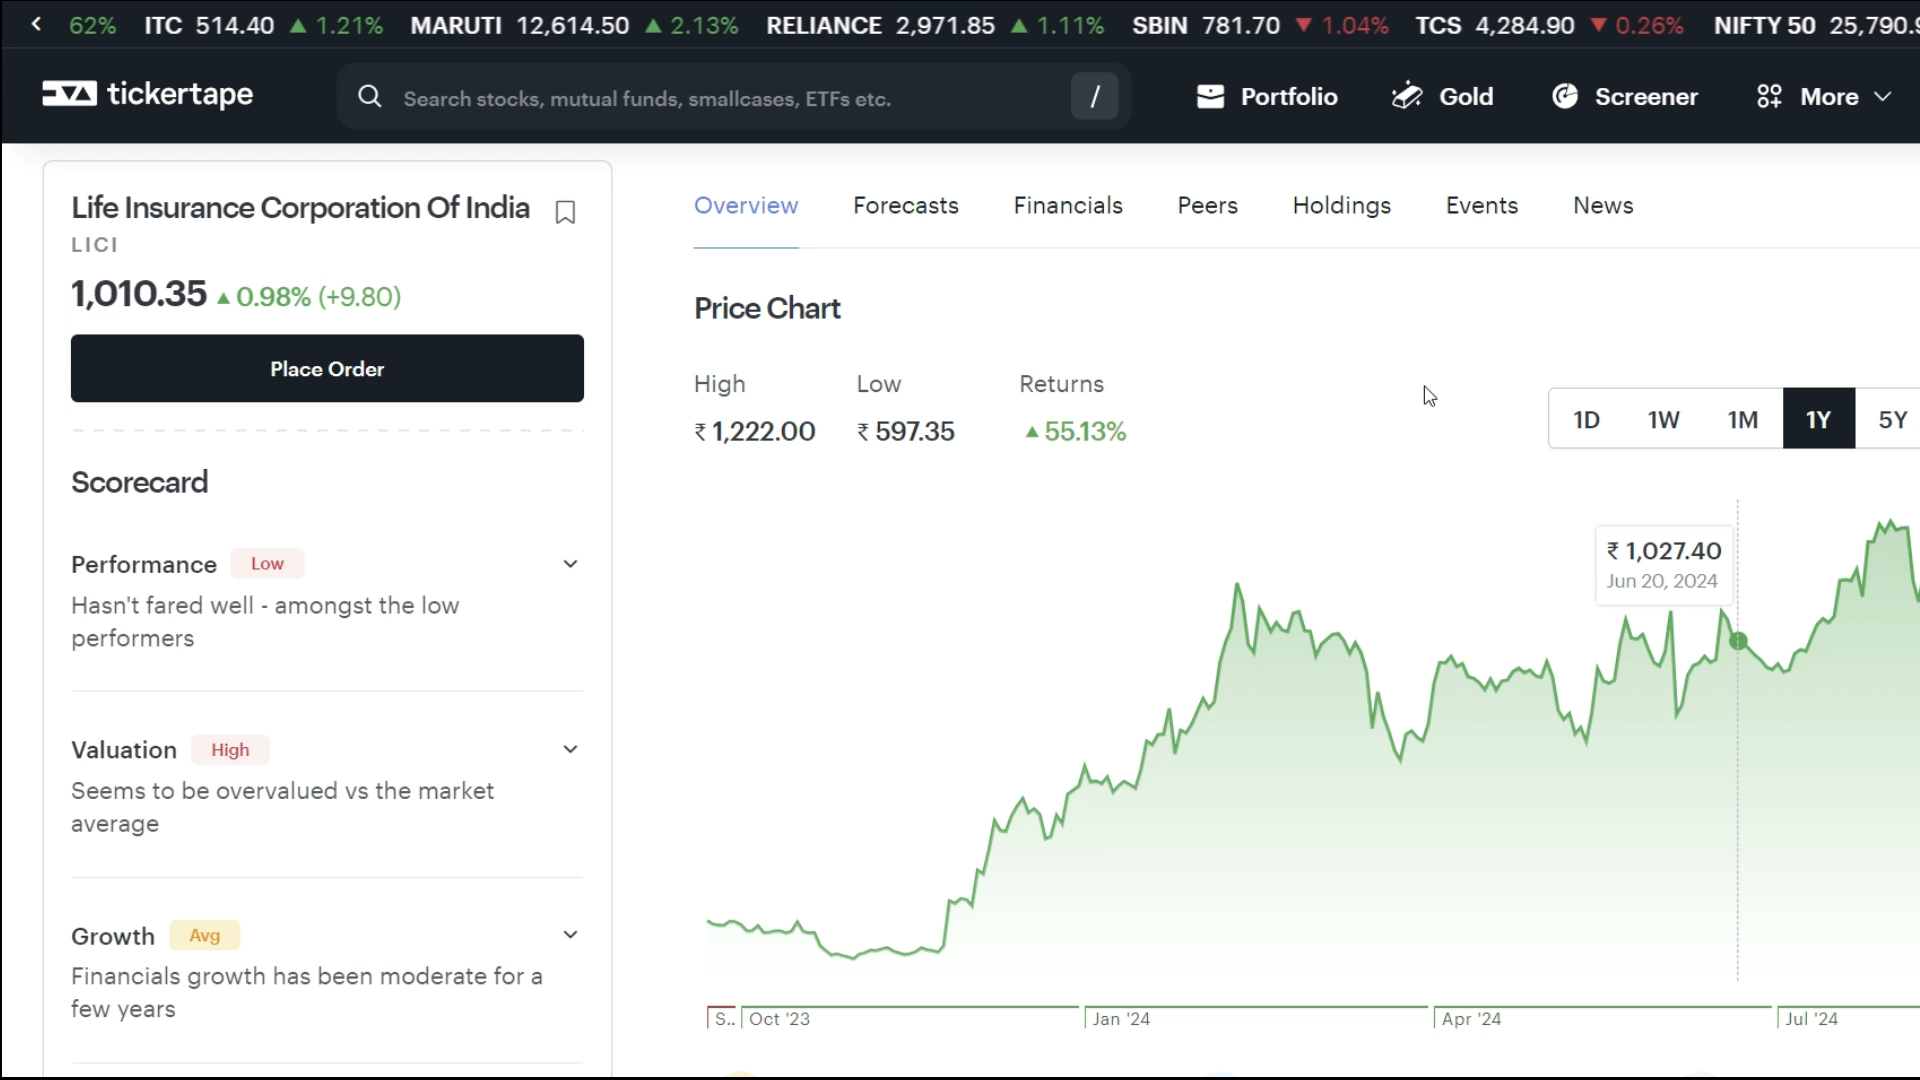 62% ITC 514.40 ▲ 1.21% MARUTI 12,614.50 ▲ 2.13% RELIANCE 2,971.85 ▲ 1.11% SBIN 781.70 ▼ 1.04% TCS 4,284.90 ▼ 0.26% NIFTY 50 25,790.9
tickertape
Search stocks, mutual funds, smallcases, ETFs etc. /
Portfolio Gold Screener More
Life Insurance Corporation Of India
LICI
1,010.35 ▲ 0.98% (+9.80)
Place Order
Scorecard
Performance Low
Hasn't fared well - amongst the low
performers
Valuation High
Seems to be overvalued vs the market
average
Growth Avg
Financials growth has been moderate for a
few years
Overview Forecasts Financials Peers Holdings Events News
Price Chart
High Low Returns
₹ 1,222.00 ₹ 597.35 ▲ 55.13%
1D 1W 1M 1Y 5Y
₹ 1,027.40
Jun 20, 2024
S.. Oct '23 Jan '24 Apr '24 Jul '24